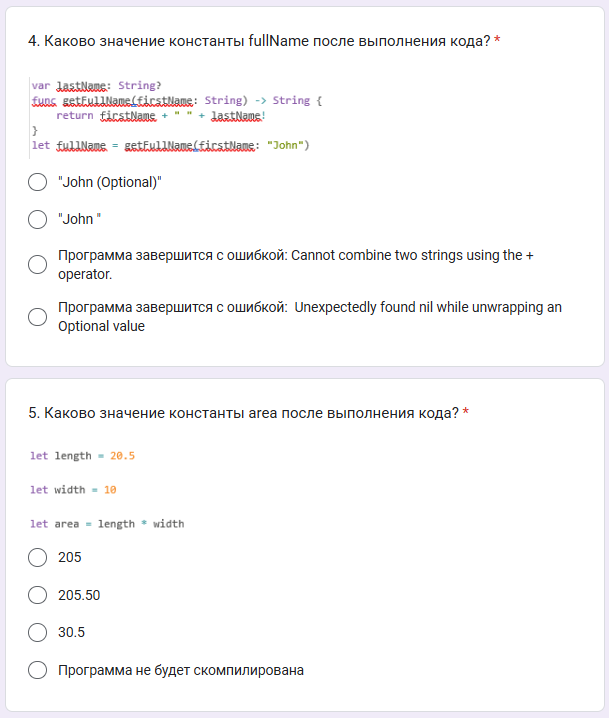 4. Каково значение константы fullName после выполнения кода? *
var lastName: String?
func getFullName(firstName: String) -> String {
return firstName + " " + lastName!
}
let fullName = getFullName(firstName: "John")
"John (Optional)"
"John "
Программа завершится с ошибкой: Cannot combine two strings using the +
operator.
Программа завершится с ошибкой:  Unexpectedly found nil while unwrapping an
Optional value
5. Каково значение константы area после выполнения кода? *
let length = 20.5
let width = 10
let area = length * width
205
205.50
30.5
Программа не будет скомпилирована